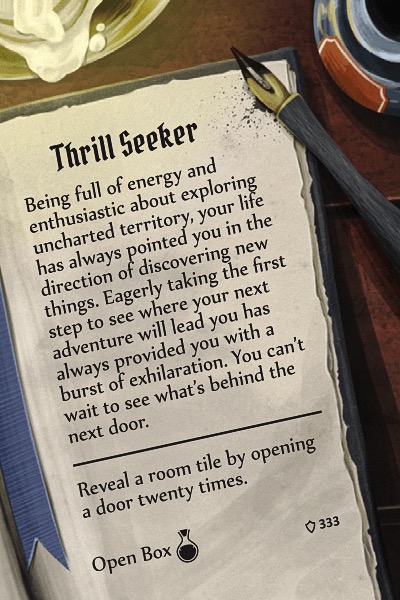 Thrill Seeker
Being full of energy and
enthusiastic about exploring
uncharted territory, your life
has always pointed you in the
direction of discovering new
things. Eagerly taking the first
step to see where your next
adventure will lead you has
always provided you with a
burst of exhilaration. You can't
wait to see what's behind the
next door.
Reveal a room tile by opening
a door twenty times.
Open Box
333